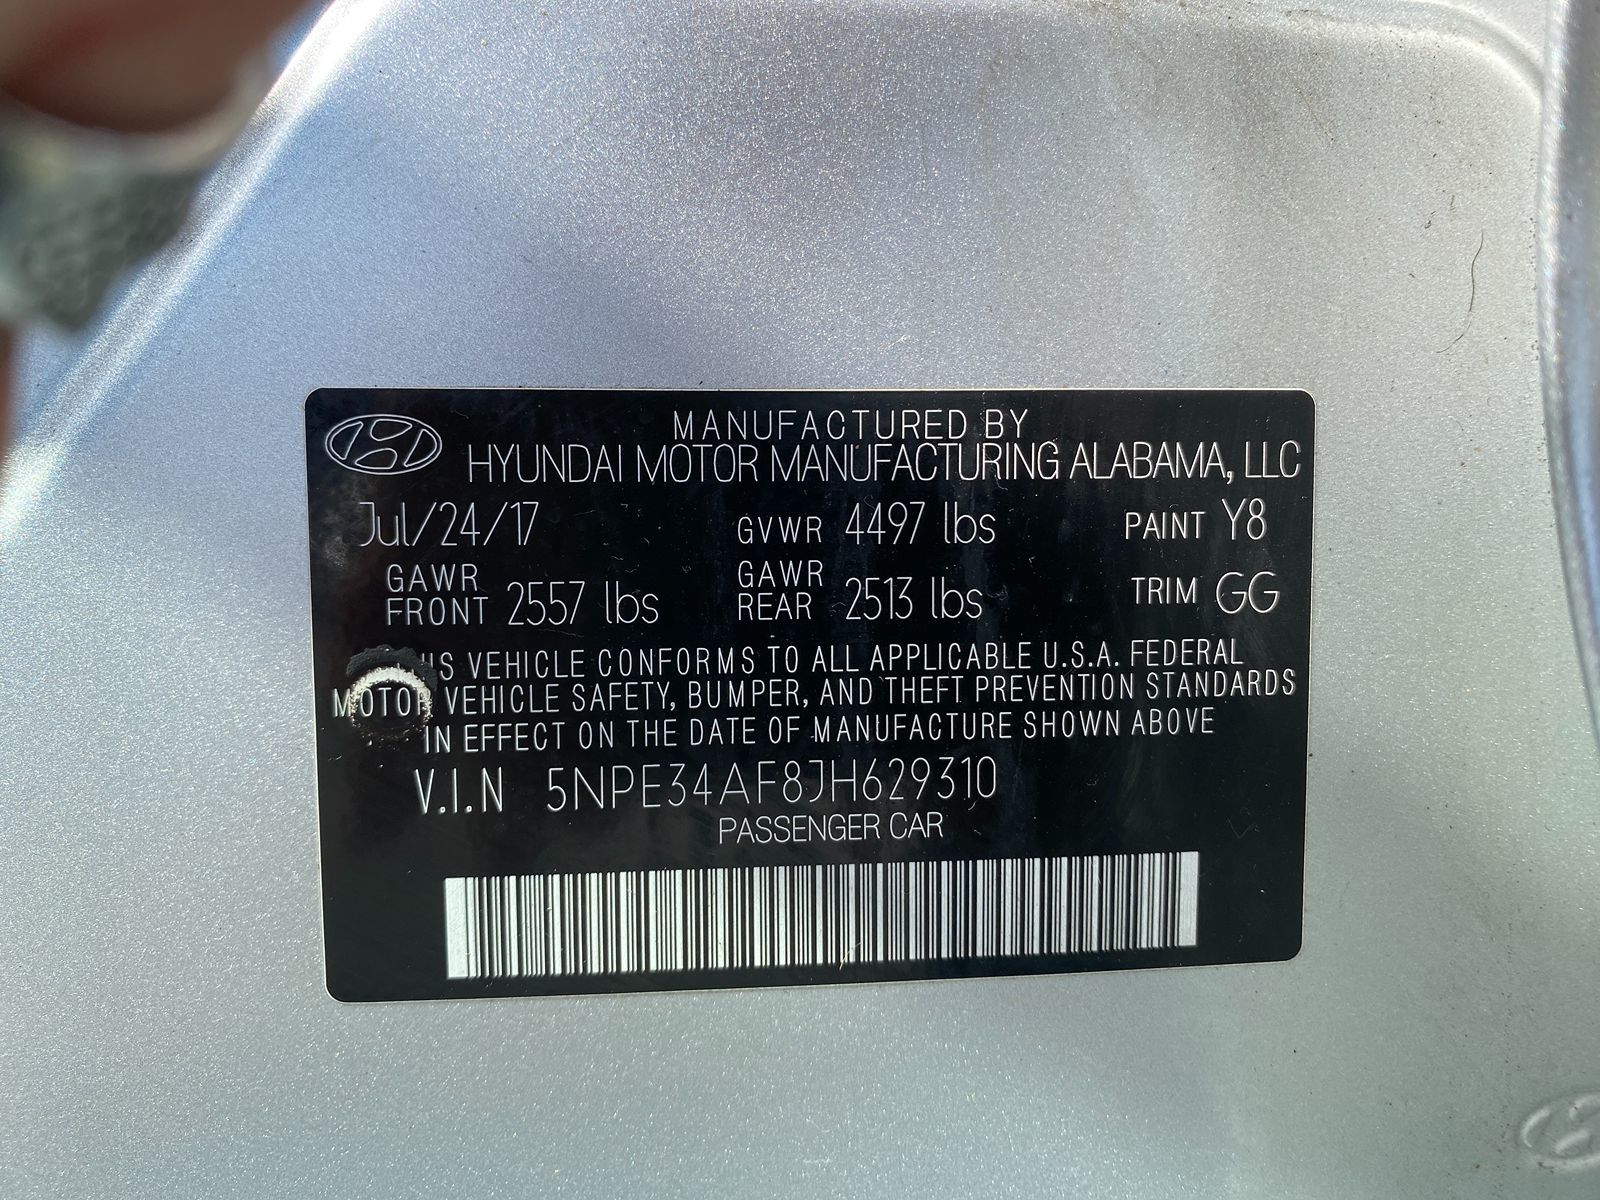 MANUFACTURED BY
HYUNDAI MOTOR MANUFACTURING ALABAMA, LLC
Jul/24/17 GVWR 4497 lbs PAINT Y8
GAWR FRONT 2557 lbs GAWR REAR 2513 lbs TRIM GG
VEHICLE CONFORMS TO ALL APPLICABLE U.S.A. FEDERAL
MOTOR VEHICLE SAFETY, BUMPER, AND THEFT PREVENTION STANDARDS
IN EFFECT ON THE DATE OF MANUFACTURE SHOWN ABOVE
V.I.N 5NPE34AF8JH629310
PASSENGER CAR